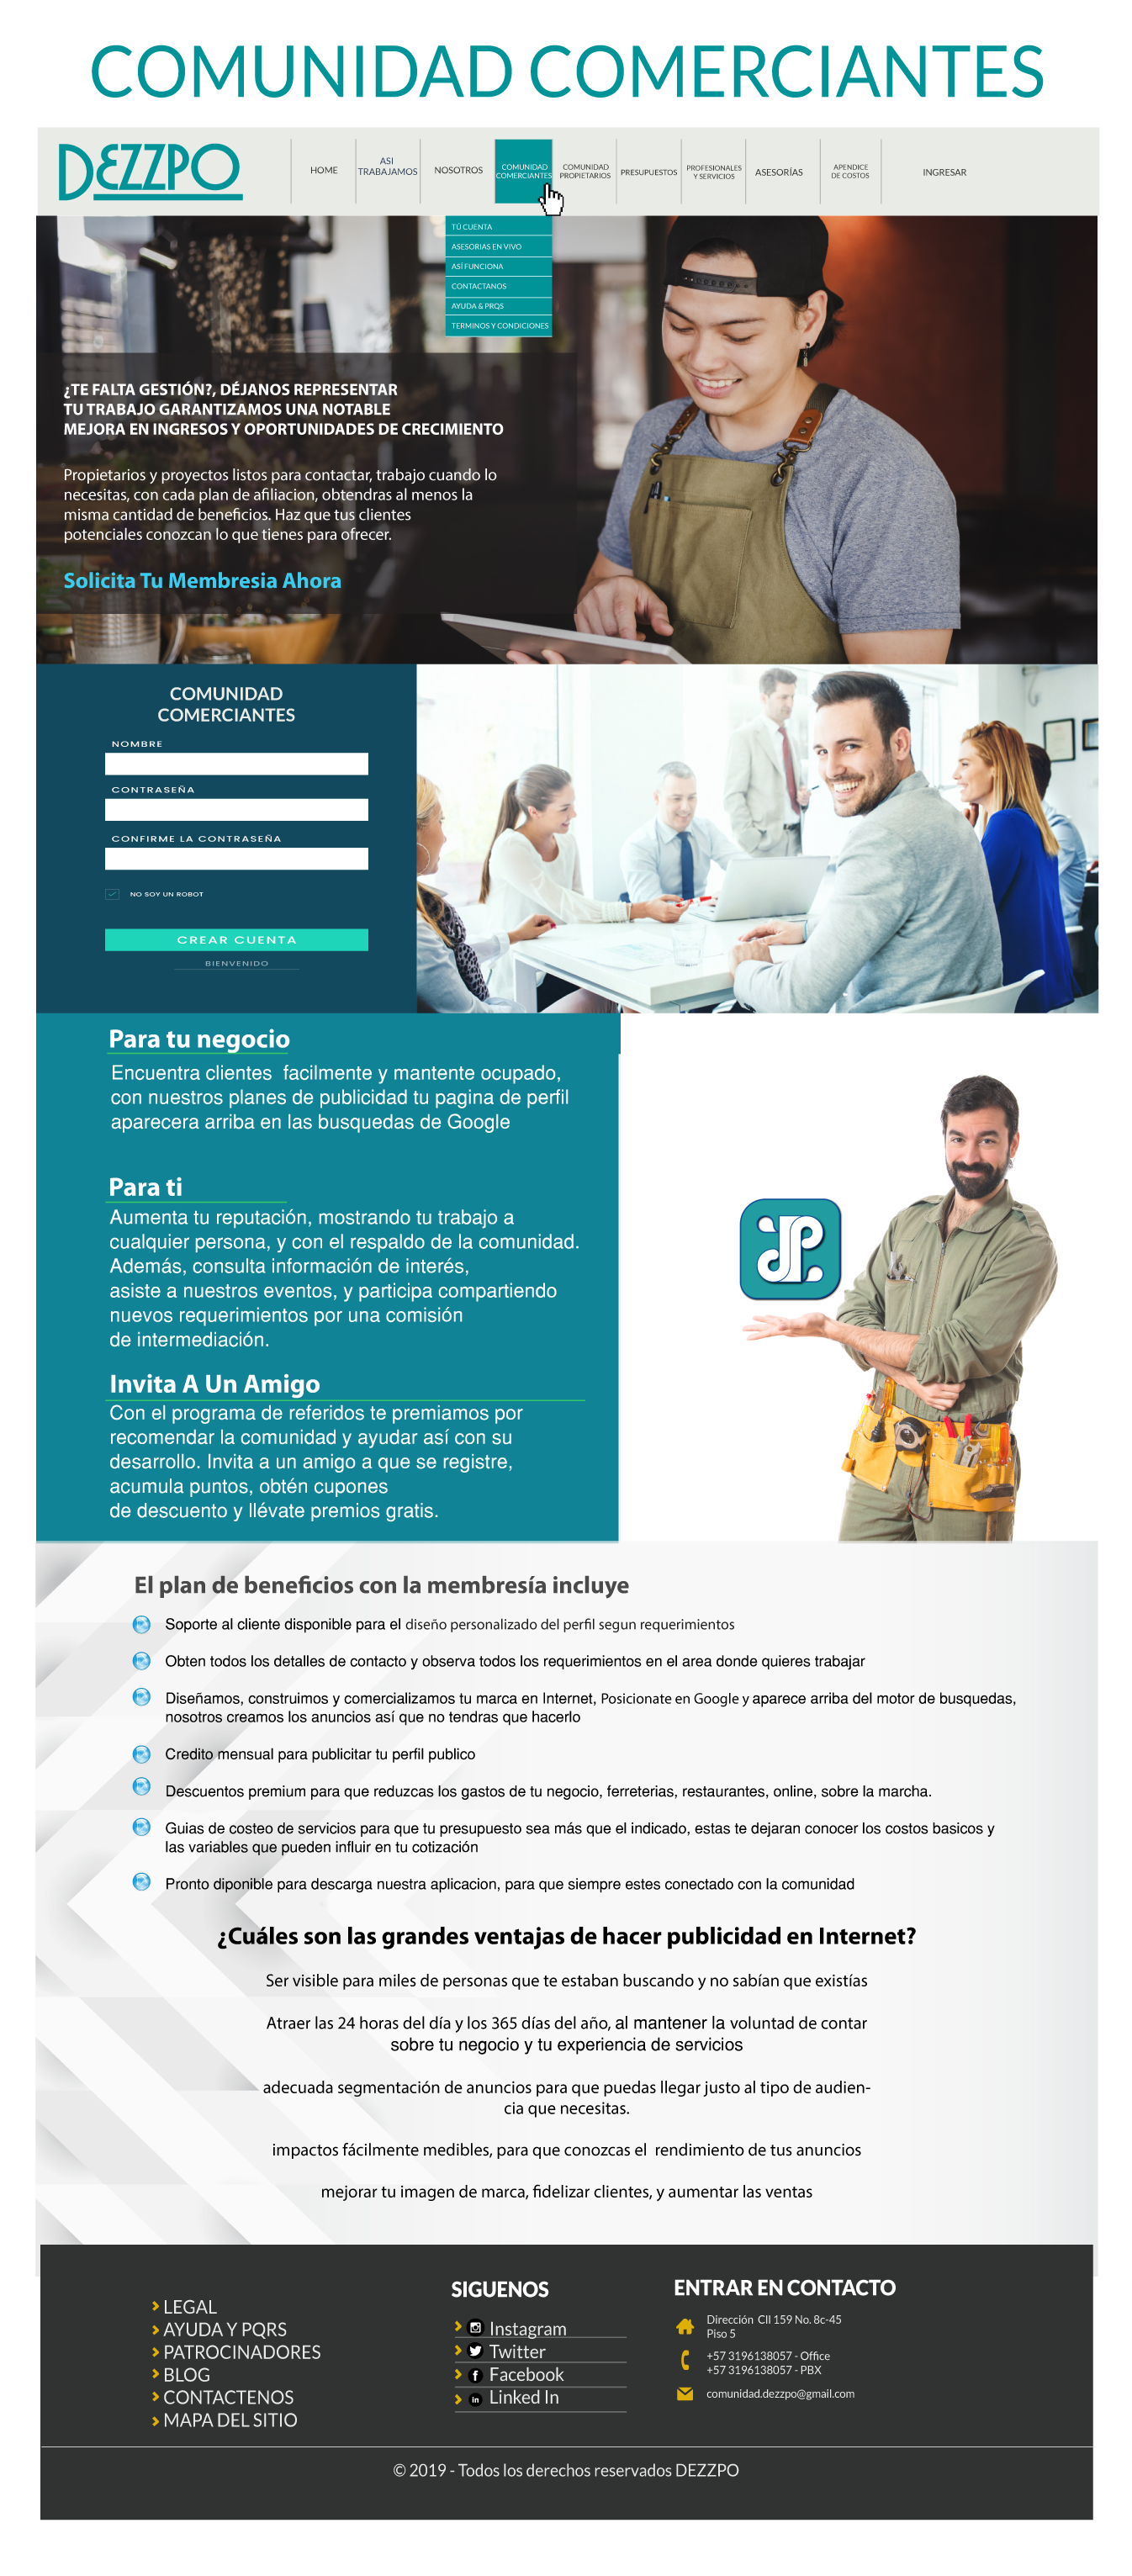 COMUNIDAD COMERCIANTES
DEZZPO
HOME
ASI
TRABAJAMOS
NOSOTROS
COMUNIDAD
COMERCIANTES
COMUNIDAD
PROPIETARIOS
PRESUPUESTOS
PROFESIONALES
Y SERVICIOS
ASESORÍAS
APENDICE
DE COSTOS
INGRESAR
TÚ CUENTA
ASESORIAS EN VIVO
ASÍ FUNCIONA
CONTACTANOS
AYUDA & PRQS
TERMINOS Y CONDICIONES
¿TE FALTA GESTIÓN?, DÉJANOS REPRESENTAR
TU TRABAJO GARANTIZAMOS UNA NOTABLE
MEJORA EN INGRESOS Y OPORTUNIDADES DE CRECIMIENTO
Propietarios y proyectos listos para contactar, trabajo cuando lo
necesitas, con cada plan de afiliacion, obtendras al menos la
misma cantidad de beneficios. Haz que tus clientes
potenciales conozcan lo que tienes para ofrecer.
Solicita Tu Membresia Ahora
COMUNIDAD
COMERCIANTES
NOMBRE
CONTRASEÑA
CONFIRME LA CONTRASEÑA
NO SOY UN ROBOT
CREAR CUENTA
BIENVENIDO
Para tu negocio
Encuentra clientes facilmente y mantente ocupado,
con nuestros planes de publicidad tu pagina de perfil
aparecera arriba en las busquedas de Google
Para ti
Aumenta tu reputación, mostrando tu trabajo a
cualquier persona, y con el respaldo de la comunidad.
Además, consulta información de interés,
asiste a nuestros eventos, y participa compartiendo
nuevos requerimientos por una comisión
de intermediación.
Invita A Un Amigo
Con el programa de referidos te premiamos por
recomendar la comunidad y ayudar así con su
desarrollo. Invita a un amigo a que se registre,
acumula puntos, obtén cupones
de descuento y llévate premios gratis.
El plan de beneficios con la membresía incluye
Soporte al cliente disponible para el diseño personalizado del perfil segun requerimientos
Obten todos los detalles de contacto y observa todos los requerimientos en el area donde quieres trabajar
Diseñamos, construimos y comercializamos tu marca en Internet, Posicionate en Google y aparece arriba del motor de busquedas,
nosotros creamos los anuncios así que no tendras que hacerlo
Credito mensual para publicitar tu perfil publico
Descuentos premium para que reduzcas los gastos de tu negocio, ferreterias, restaurantes, online, sobre la marcha.
Guias de costeo de servicios para que tu presupuesto sea más que el indicado, estas te dejaran conocer los costos basicos y
las variables que pueden influir en tu cotización
Pronto diponible para descarga nuestra aplicacion, para que siempre estes conectado con la comunidad
¿Cuáles son las grandes ventajas de hacer publicidad en Internet?
Ser visible para miles de personas que te estaban buscando y no sabían que existías
Atraer las 24 horas del día y los 365 días del año, al mantener la voluntad de contar
sobre tu negocio y tu experiencia de servicios
adecuada segmentación de anuncios para que puedas llegar justo al tipo de audien-
cia que necesitas.
impactos fácilmente medibles, para que conozcas el rendimiento de tus anuncios
mejorar tu imagen de marca, fidelizar clientes, y aumentar las ventas
LEGAL
AYUDA Y PQRS
PATROCINADORES
BLOG
CONTACTENOS
MAPA DEL SITIO
SIGUENOS
Instagram
Twitter
Facebook
Linked In
ENTRAR EN CONTACTO
Dirección Cll 159 No. 8c-45
Piso 5
+57 3196138057 - Office
+57 3196138057 - PBX
comunidad.dezzpo@gmail.com
© 2019 - Todos los derechos reservados DEZZPO